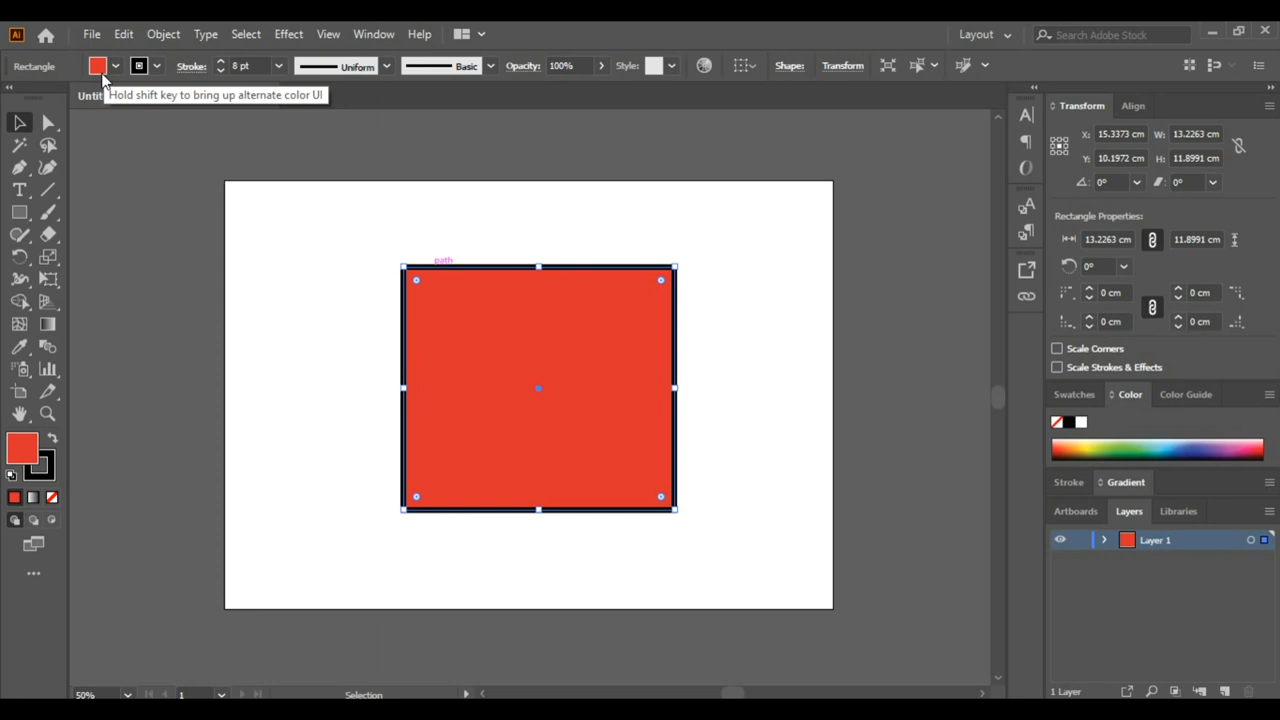 Ai File Edit Object Type Select Effect View Window Help Layout Search Adobe Stock
Rectangle Stroke: 8 pt Uniform Basic Opacity: 100% Style: Shape: Transform
Hold shift key to bring up alternate color UI
Untit
Transform Align
X: 15.3373 cm W: 13.2263 cm
Y: 10.1972 cm H: 11.8991 cm
0° 0°
Rectangle Properties:
13.2263 cm 11.8991 cm
0°
0 cm 0 cm
0 cm 0 cm
Scale Corners
Scale Strokes & Effects
Swatches Color Color Guide
Stroke Gradient
Artboards Layers Libraries
Layer 1
path
50% 1 Selection
1 Layer